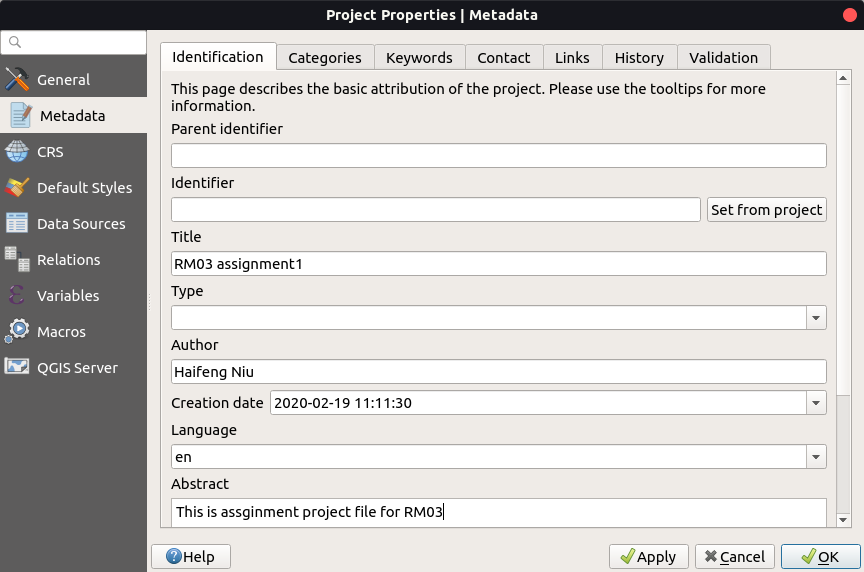 Project Properties | Metadata
General
Metadata
CRS
Default Styles
Data Sources
Relations
Variables
Macros
QGIS Server
Identification Categories Keywords Contact Links History Validation
This page describes the basic attribution of the project. Please use the tooltips for more
information.
Parent identifier
Identifier
Set from project
Title
RM03 assignment1
Type
Author
Haifeng Niu
Creation date 2020-02-19 11:11:30
Language
en
Abstract
This is assginment project file for RM03
Help Apply Cancel OK